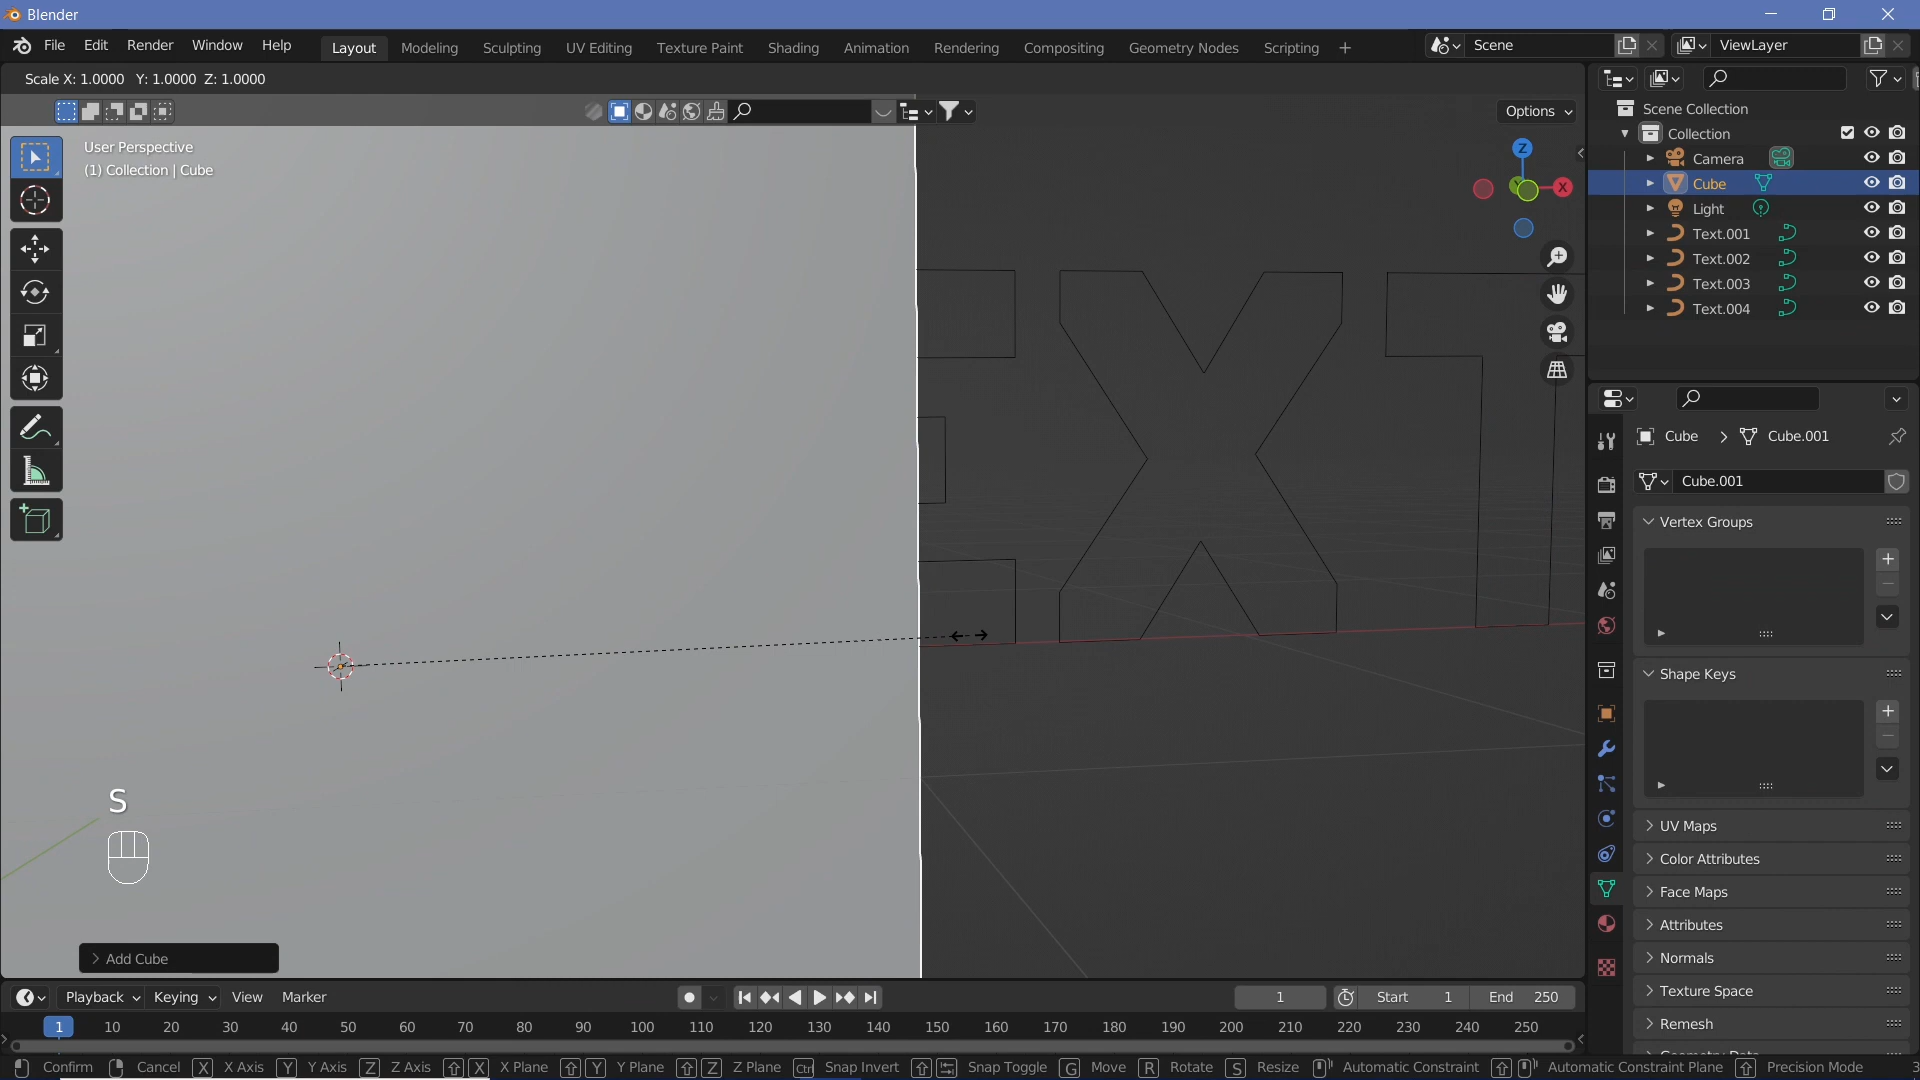 Blender
File Edit Render Window Help
Layout Modeling Sculpting UV Editing Texture Paint Shading Animation Rendering Compositing Geometry Nodes Scripting +
Scene
ViewLayer
Scale X: 1.0000 Y: 1.0000 Z: 1.0000
Options
User Perspective
(1) Collection | Cube
Z
Y
X
EXT
S
Add Cube
Scene Collection
Collection
Camera
Cube
Light
Text.001
Text.002
Text.003
Text.004
Cube > Cube.001
Cube.001
Vertex Groups
Shape Keys
UV Maps
Color Attributes
Face Maps
Attributes
Normals
Texture Space
Remesh
Playback Keying View Marker
1
Start 1
End 250
1 10 20 30 40 50 60 70 80 90 100 110 120 130 140 150 160 170 180 190 200 210 220 230 240 250
Confirm Cancel X X Axis Y Y Axis Z Z Axis X X Plane Y Y Plane Z Z Plane Ctrl Snap Invert Snap Toggle G Move R Rotate S Resize Automatic Constraint Automatic Constraint Plane Precision Mode